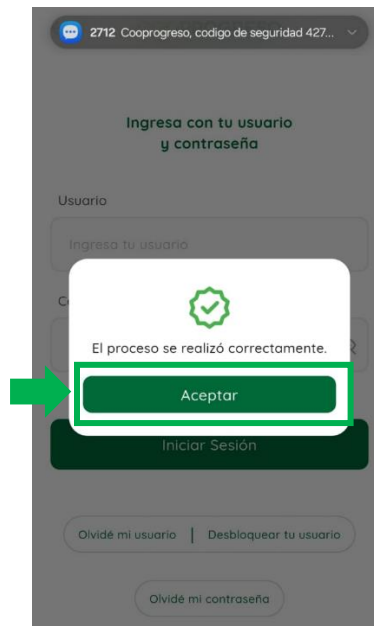 2712 Cooprogreso, codigo de seguridad 427...
Ingresa con tu usuario
y contraseña
Usuario
Ingresa tu usuario
El proceso se realizó correctamente.
Aceptar
Iniciar Sesión
Olvidé mi usuario | Desbloquear tu usuario
Olvidé mi contraseña